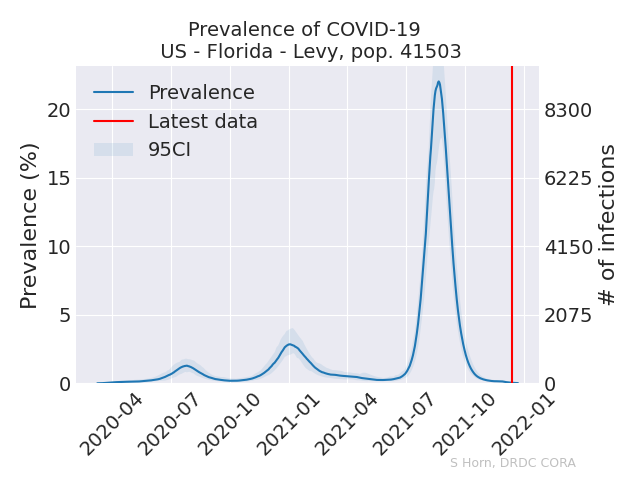 Prevalence of COVID-19
US - Florida - Levy, pop. 41503
Prevalence
Latest data
95CI
Prevalence (%)
20
15
10
5
0
8300
6225
4150
2075
0
# of infections
2020-04
2020-07
2020-10
2021-01
2021-04
2021-07
2021-10
2022-01
S Horn, DRDC CORA